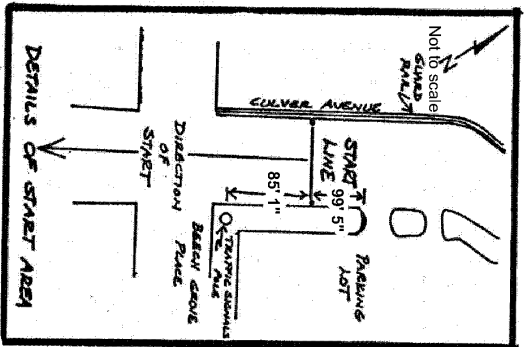 Not to scale
N
GUARD
RAIL
CULVER AVENUE
START
LINE
99' 5"
85' 1"
PARKING
LOT
DIRECTION
OF
START
TRAFFIC SIGNALS
POLE
BEECH GROVE
PLACE
DETAILS OF START AREA